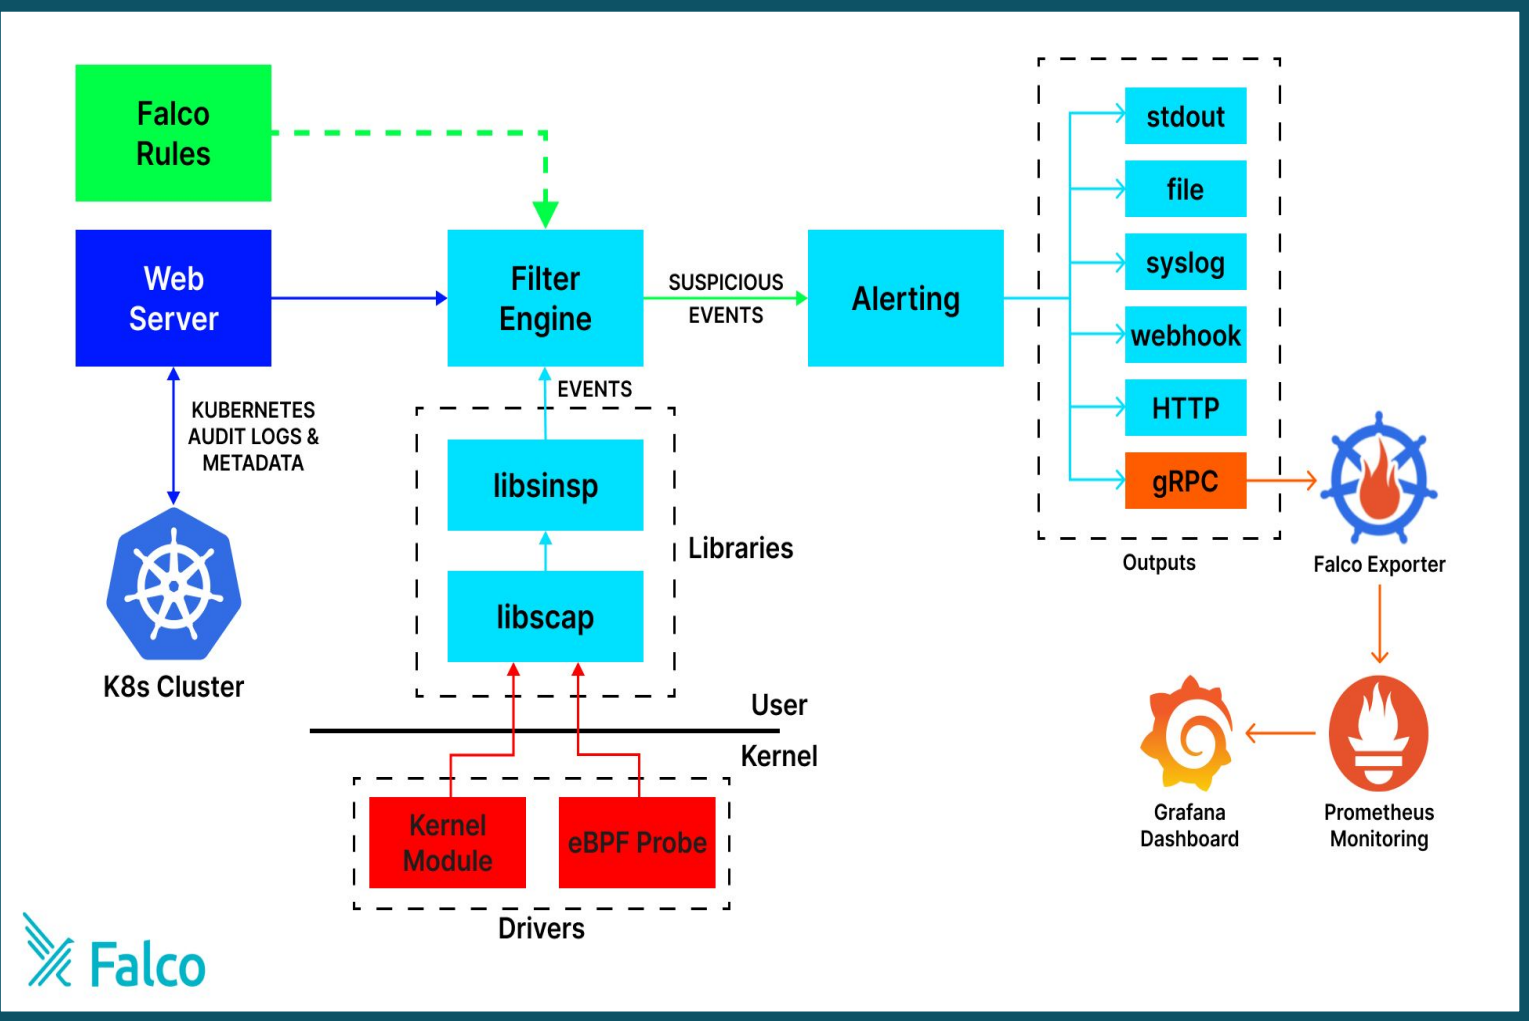 Falco
Rules
Web
Server
KUBERNETES
AUDIT LOGS &
METADATA
K8s Cluster
Filter
Engine
SUSPICIOUS
EVENTS
Alerting
EVENTS
libsinsp
libscap
Libraries
User
Kernel
Kernel
Module
eBPF Probe
Drivers
stdout
file
syslog
webhook
HTTP
gRPC
Outputs
Falco Exporter
Prometheus
Monitoring
Grafana
Dashboard
Falco